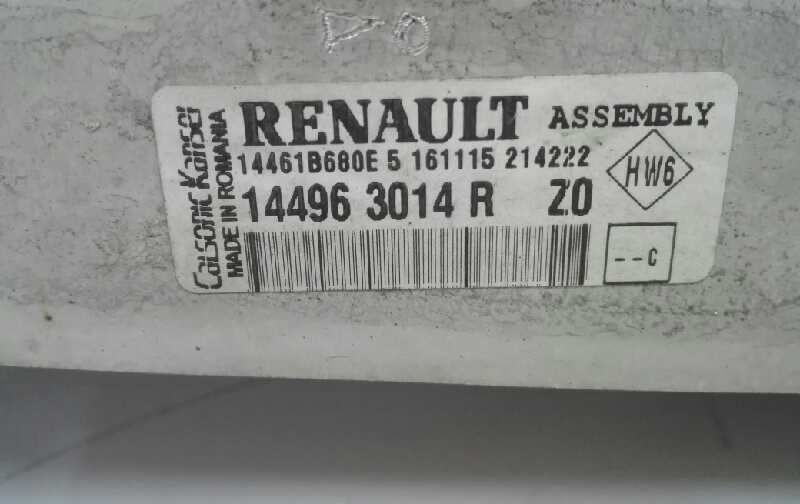 Calsonic Kansei
MADE IN ROMANIA
RENAULT ASSEMBLY
14461B680E 5 161115 214222
HW6
14496 3014 R Z0
--C